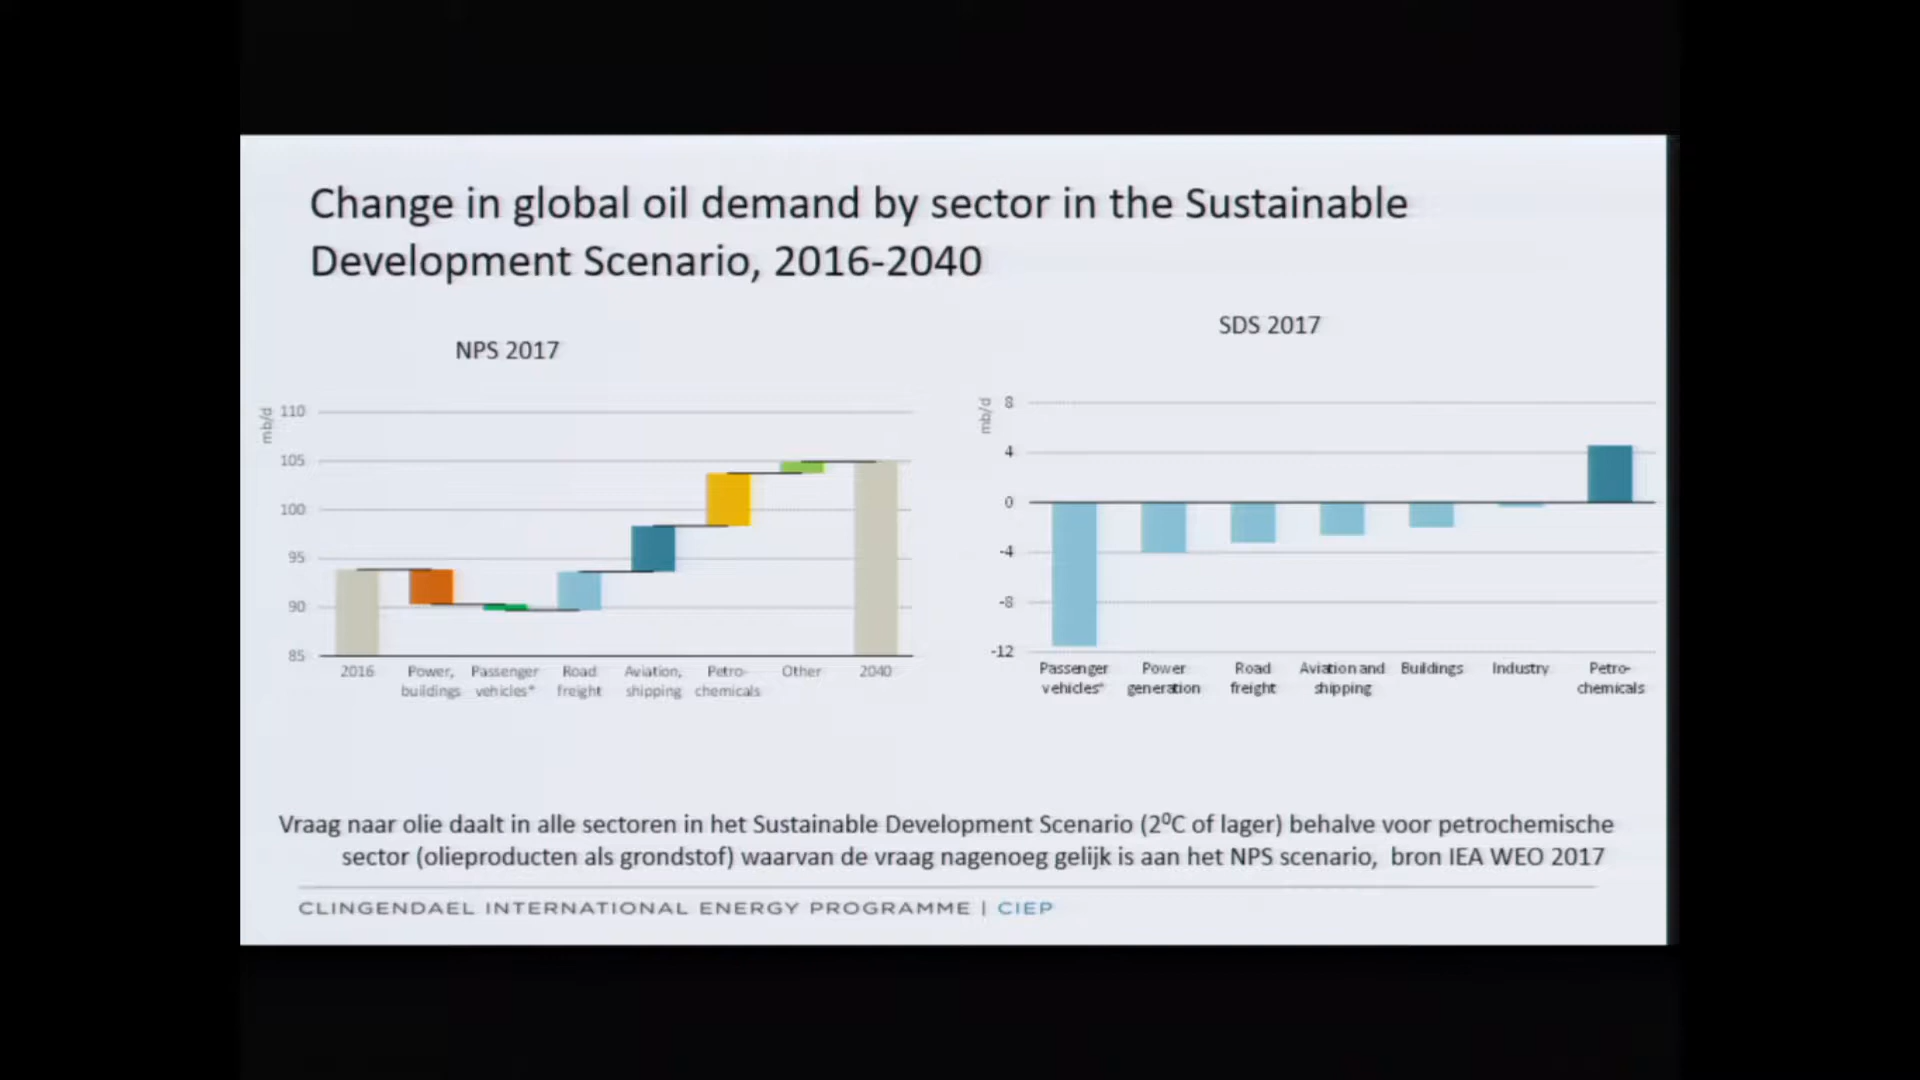 Change in global oil demand by sector in the Sustainable
Development Scenario, 2016-2040
NPS 2017
mb/d
110
105
100
95
90
85
2016
Power,
buildings
Passenger
vehicles*
Road
freight
Aviation,
shipping
Petro-
chemicals
Other
2040
SDS 2017
mb/d
8
4
0
-4
-8
-12
Passenger
vehicles*
Power
generation
Road
freight
Aviation and
shipping
Buildings
Industry
Petro-
chemicals
Vraag naar olie daalt in alle sectoren in het Sustainable Development Scenario (2⁰C of lager) behalve voor petrochemische
sector (olieproducten als grondstof) waarvan de vraag nagenoeg gelijk is aan het NPS scenario, bron IEA WEO 2017
CLINGENDAEL INTERNATIONAL ENERGY PROGRAMME | CIEP